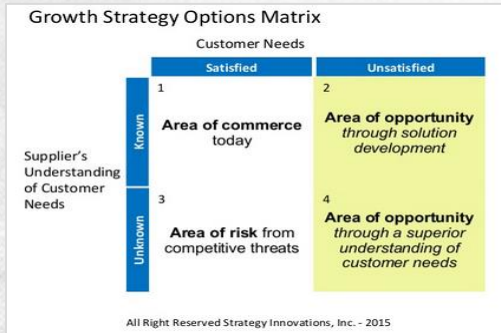 Growth Strategy Options Matrix
Customer Needs
Satisfied
Unsatisfied
Supplier's
Understanding
of Customer
Needs
Known
Unknown
1
Area of commerce
today
2
Area of opportunity
through solution
development
3
Area of risk from
competitive threats
4
Area of opportunity
through a superior
understanding of
customer needs
All Right Reserved Strategy Innovations, Inc. - 2015